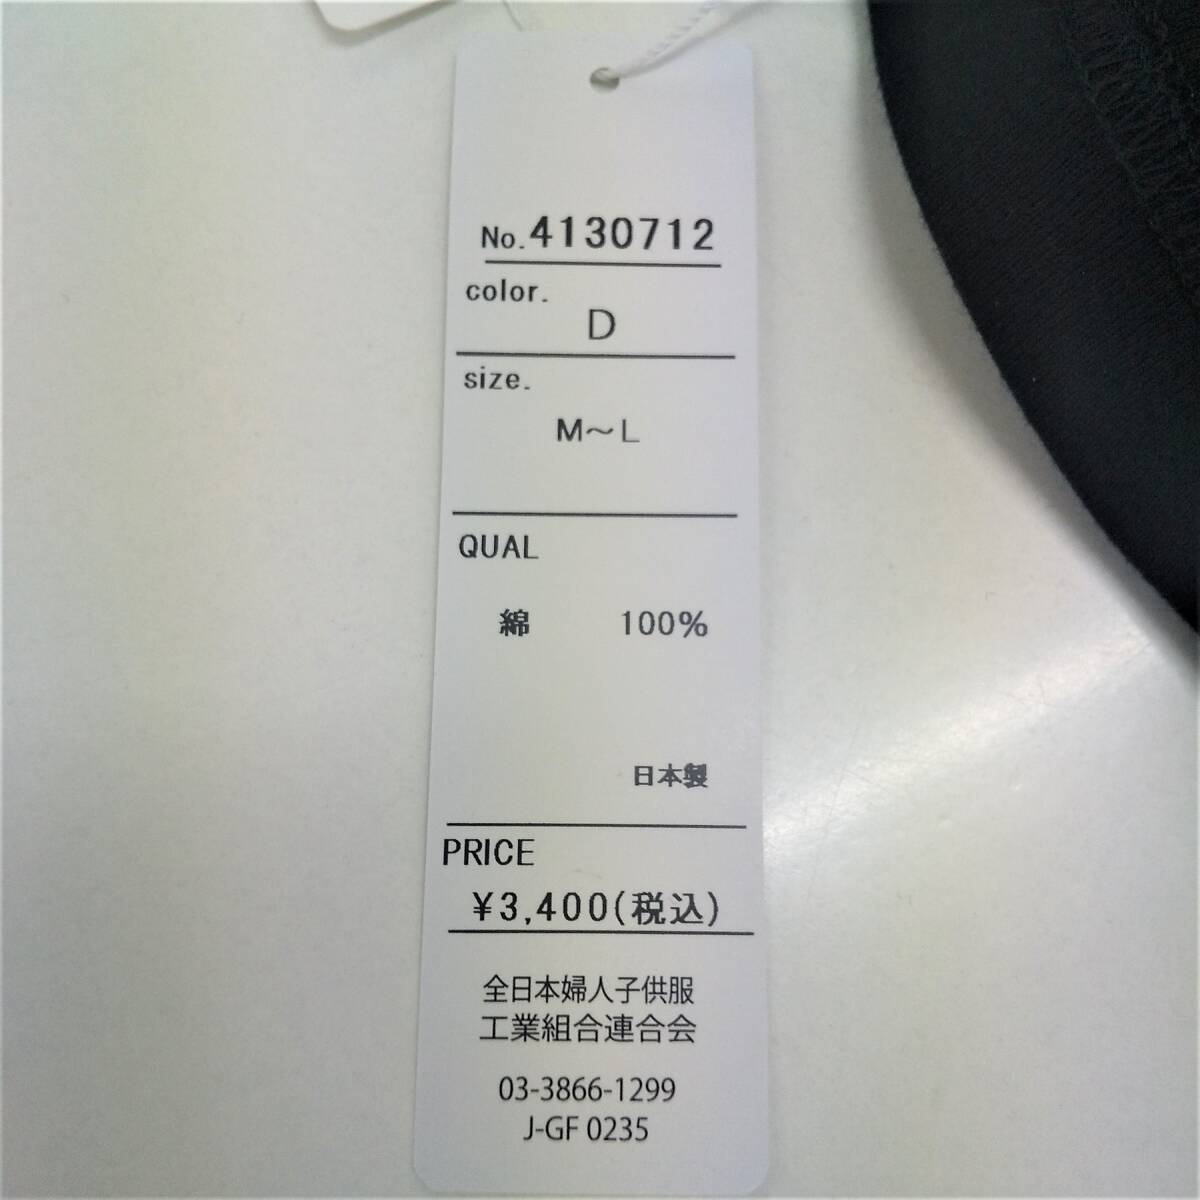 No.4130712
color.
D
size.
M～L
QUAL
綿 100%
日本製
PRICE
¥3,400(税込)
全日本婦人子供服
工業組合連合会
03-3866-1299
J-GF 0235